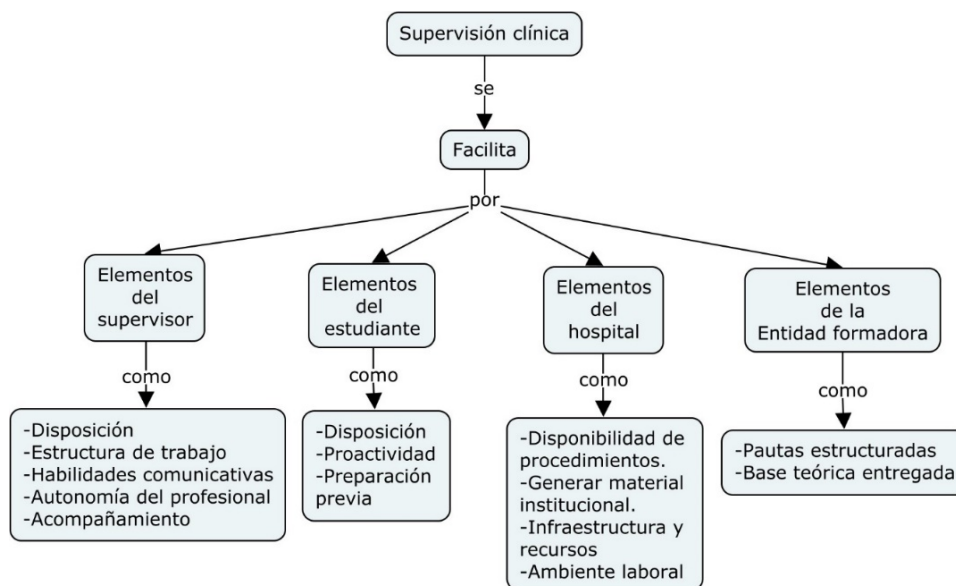 Supervisión clínica
se
Facilita
por
Elementos
del
supervisor
Elementos
del
estudiante
Elementos
del
hospital
Elementos
de la
Entidad formadora
como
como
como
como
-Disposición
-Estructura de trabajo
-Habilidades comunicativas
-Autonomía del profesional
-Acompañamiento
-Disposición
-Proactividad
-Preparación
previa
-Disponibilidad de
procedimientos.
-Generar material
institucional.
-Infraestructura y
recursos
-Ambiente laboral
-Pautas estructuradas
-Base teórica entregada